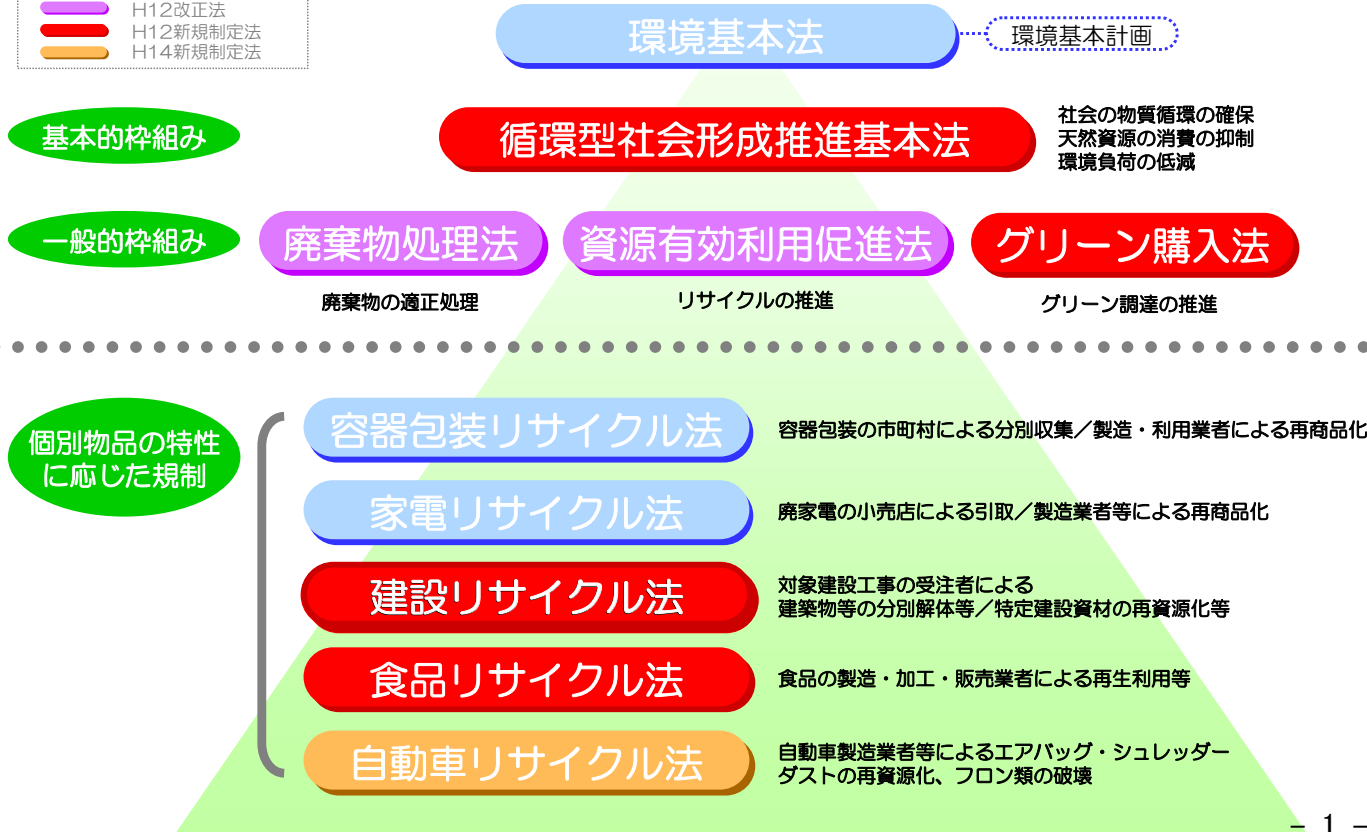 H12改正法
H12新規制定法
H14新規制定法
環境基本法
環境基本計画
基本的枠組み
循環型社会形成推進基本法
社会の物質循環の確保
天然資源の消費の抑制
環境負荷の低減
一般的枠組み
廃棄物処理法
資源有効利用促進法
グリーン購入法
廃棄物の適正処理
リサイクルの推進
グリーン調達の推進
個別物品の特性
に応じた規制
容器包装リサイクル法
容器包装の市町村による分別収集／製造・利用業者による再商品化
家電リサイクル法
廃家電の小売店による引取／製造業者等による再商品化
建設リサイクル法
対象建設工事の受注者による
建築物等の分別解体等／特定建設資材の再資源化等
食品リサイクル法
食品の製造・加工・販売業者による再生利用等
自動車リサイクル法
自動車製造業者等によるエアバッグ・シュレッダー
ダストの再資源化、フロン類の破壊
– 1 –